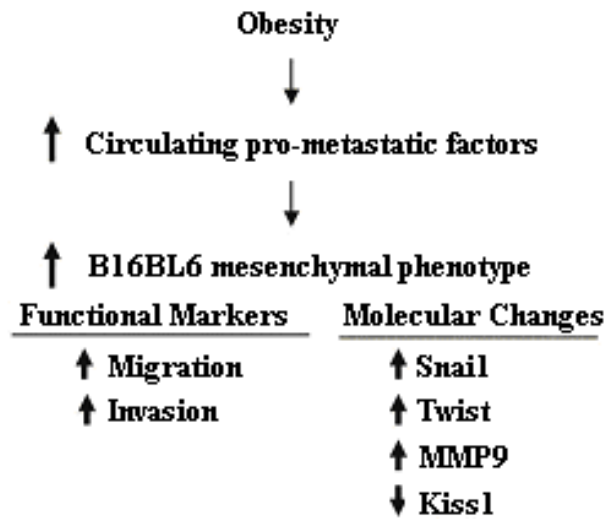 Obesity
Circulating pro-metastatic factors
B16BL6 mesenchymal phenotype
Functional Markers
Migration
Invasion
Molecular Changes
Snail
Twist
MMP9
Kiss1